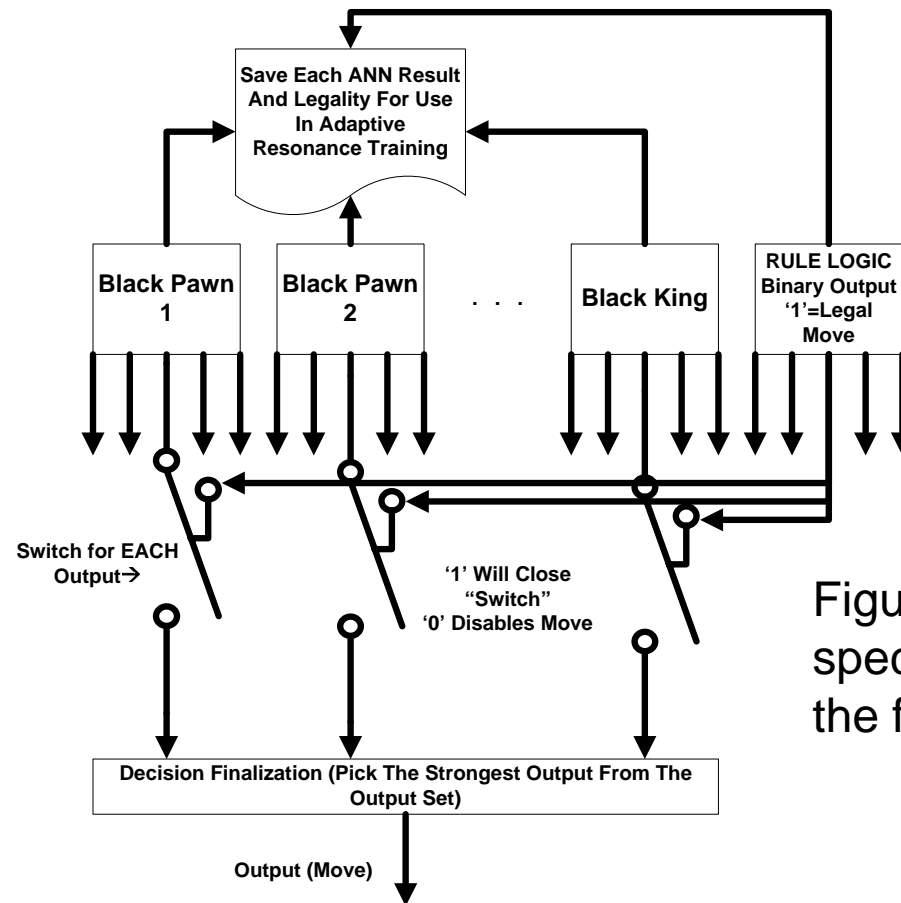 Save Each ANN Result
And Legality For Use
In Adaptive
Resonance Training
Black Pawn
1
Black Pawn
2
. . .
Black King
RULE LOGIC
Binary Output
‘1’=Legal
Move
Switch for EACH
Output→
‘1’ Will Close
“Switch”
‘0’ Disables Move
Decision Finalization (Pick The Strongest Output From The
Output Set)
Output (Move)